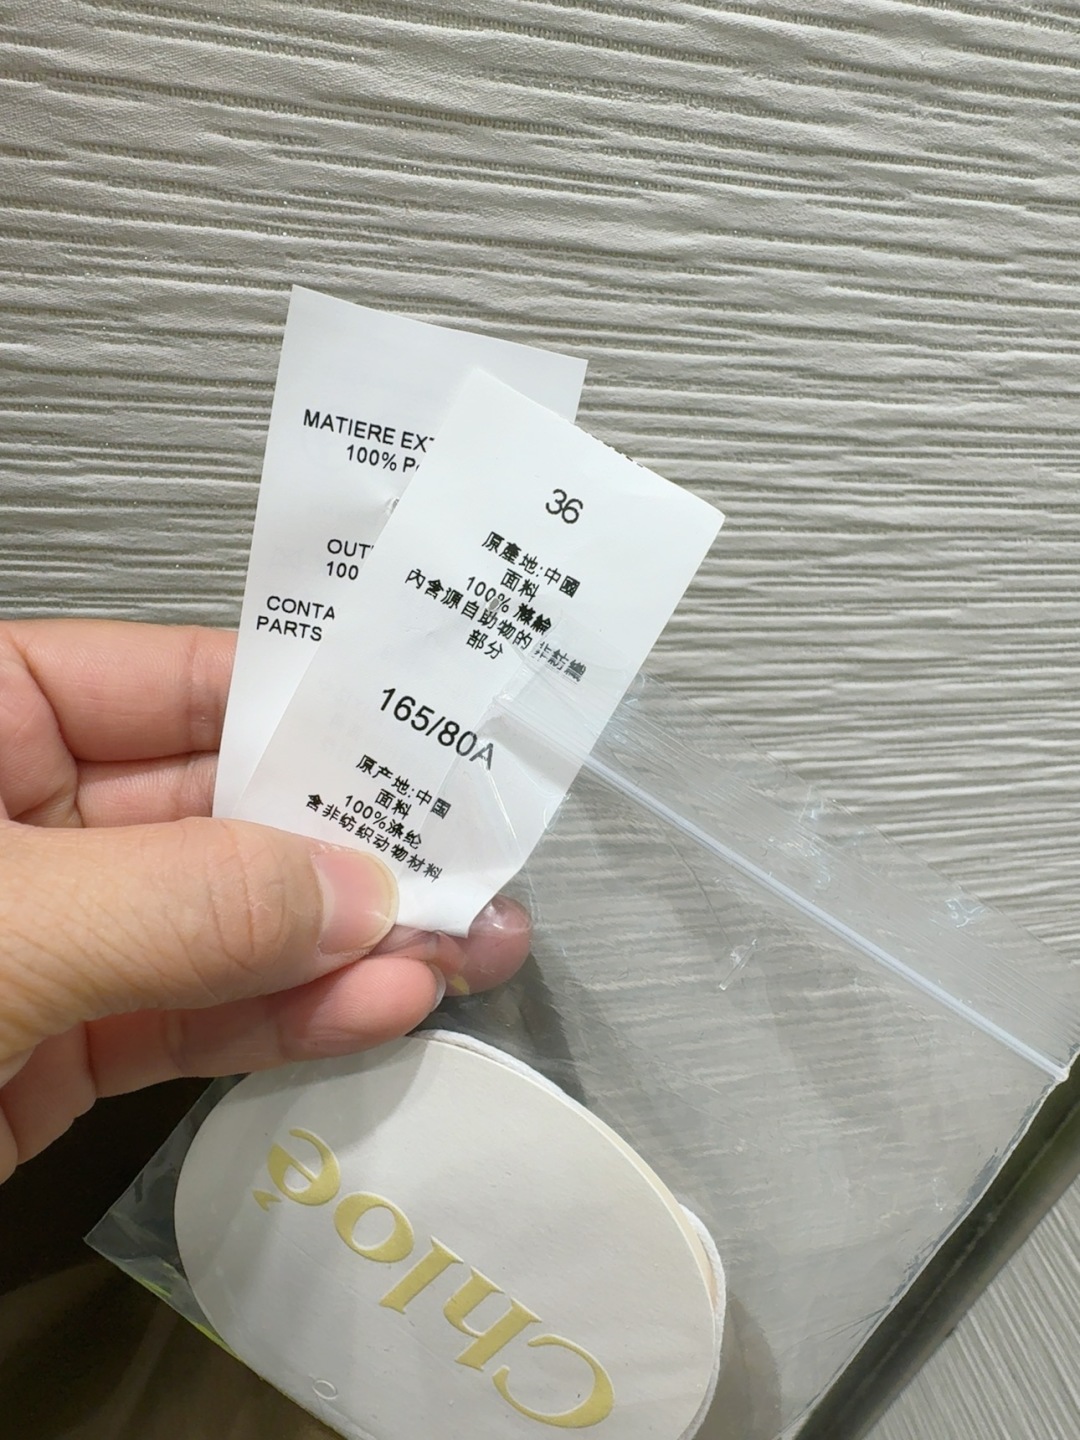 MATIERE EXT
100% P
OUT
100
CONTA
PARTS
36
原產地:中國
面料
100% 滌綸
內含源自助物的 非紡織
部分
165/80A
原产地:中国
面料
100%涤纶
含非纺织动物材料
Chloé